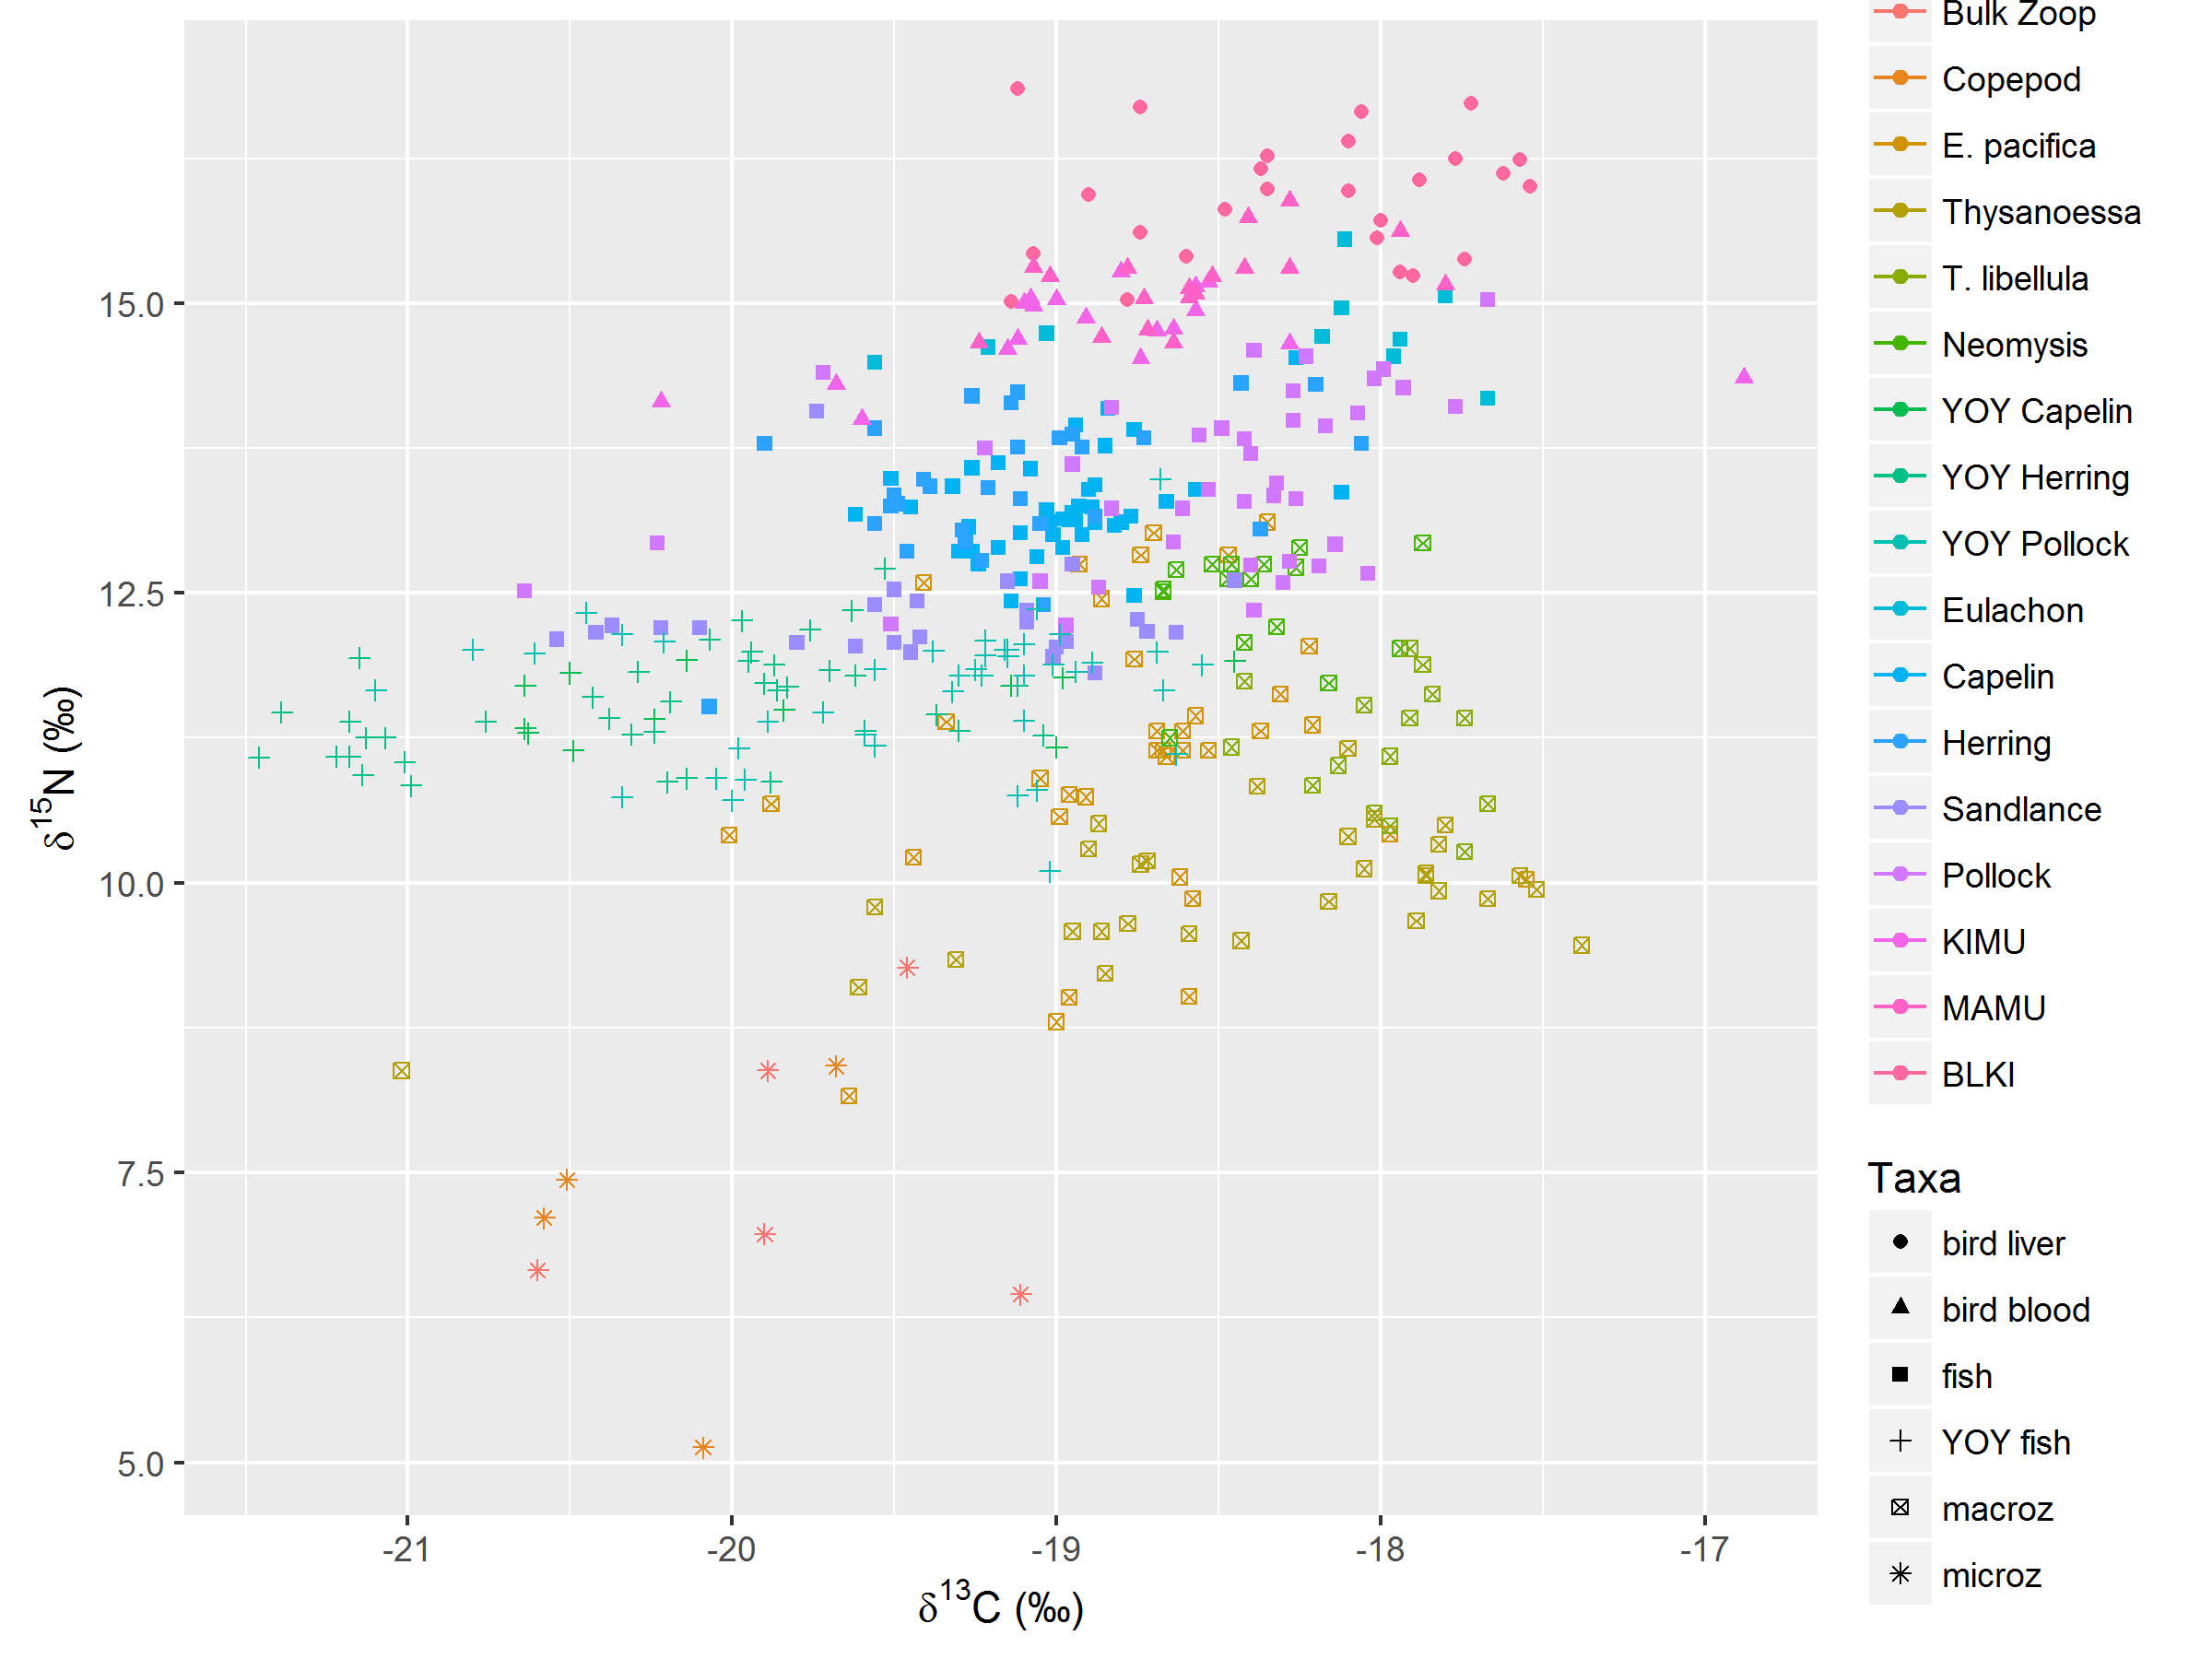 15.0
12.5
10.0
7.5
5.0
δ15N (‰)
-21
-20
-19
-18
-17
δ13C (‰)
Bulk Zoop
Copepod
E. pacifica
Thysanoessa
T. libellula
Neomysis
YOY Capelin
YOY Herring
YOY Pollock
Eulachon
Capelin
Herring
Sandlance
Pollock
KIMU
MAMU
BLKI
Taxa
bird liver
bird blood
fish
YOY fish
macroz
microz